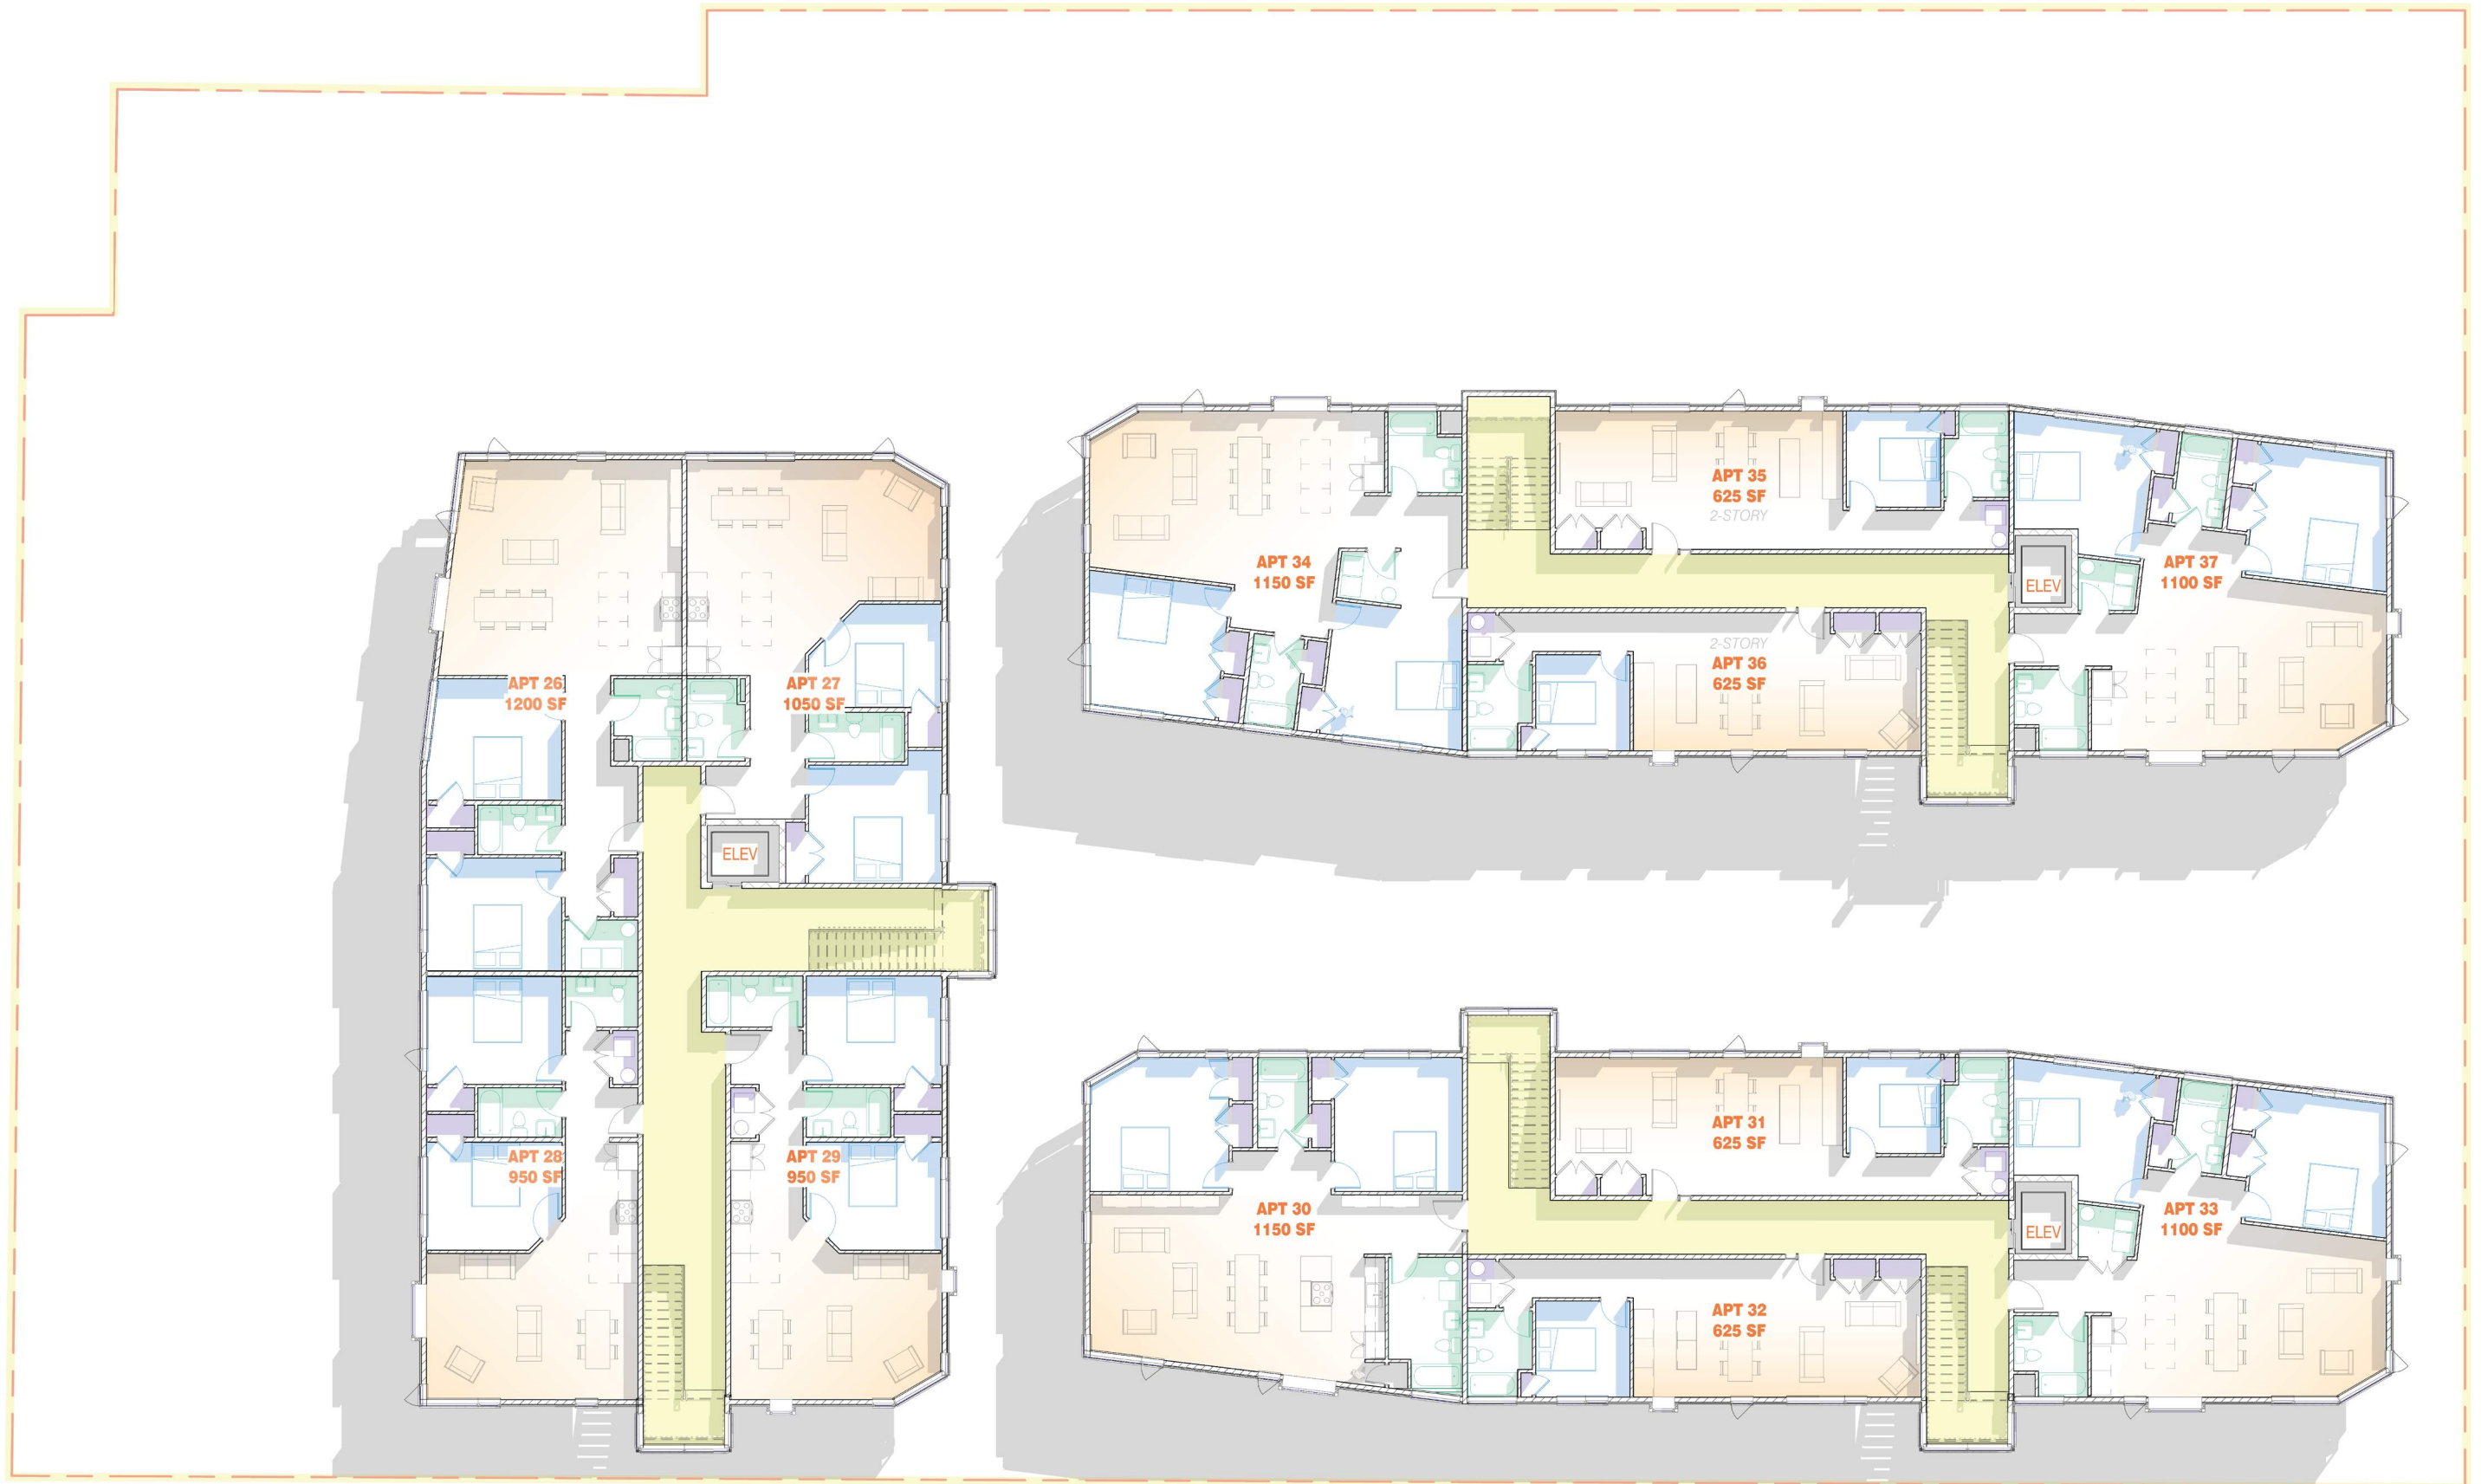 APT 35
625 SF
2-STORY
APT 34
1150 SF
ELEV
APT 37
1100 SF
2-STORY
APT 36
625 SF
APT 26
1200 SF
APT 27
1050 SF
ELEV
APT 28
950 SF
APT 29
950 SF
APT 31
625 SF
APT 30
1150 SF
ELEV
APT 33
1100 SF
APT 32
625 SF